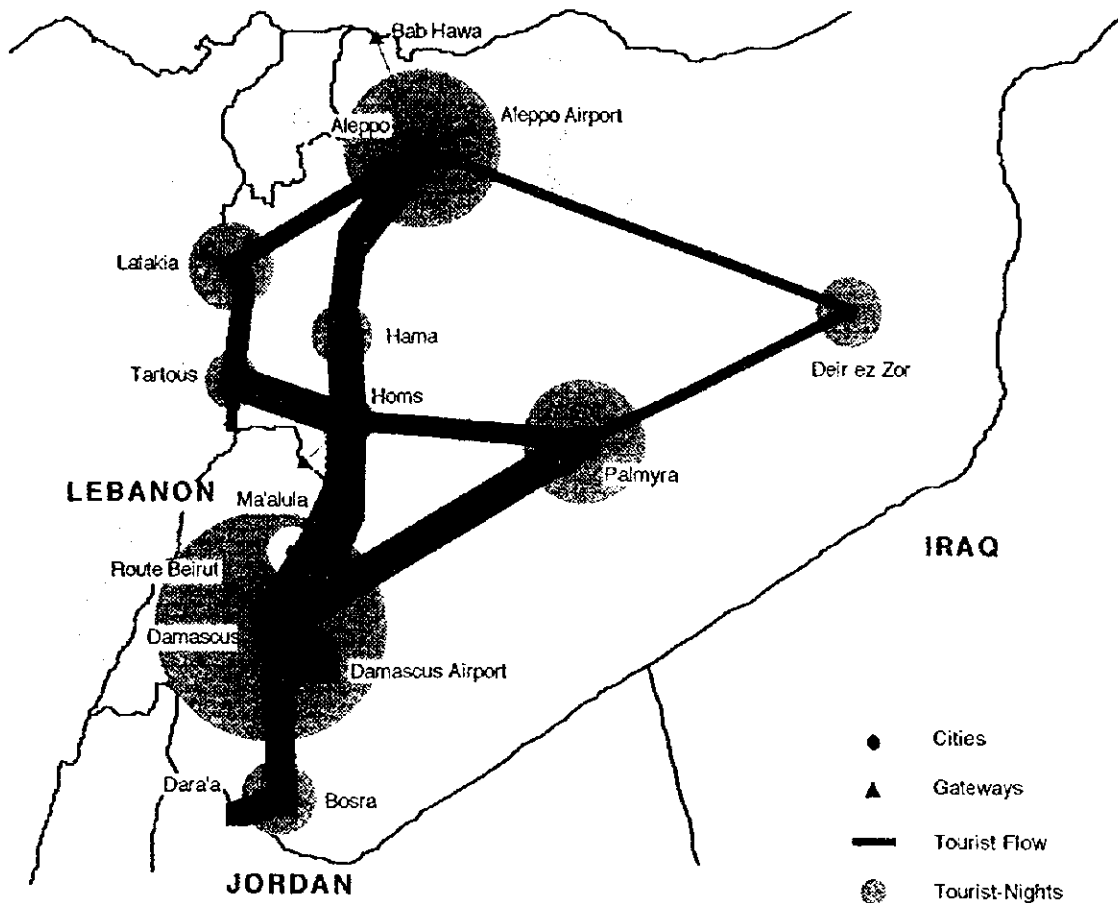 Bab Hawa
Aleppo
Aleppo Airport
Latakia
Hama
Tartous
Deir ez Zor
Homs
Palmyra
LEBANON
Ma'alula
IRAQ
Route Beirut
Damascus
Damascus Airport
Cities
Dara'a
Bosra
Gateways
Tourist Flow
JORDAN
Tourist-Nights